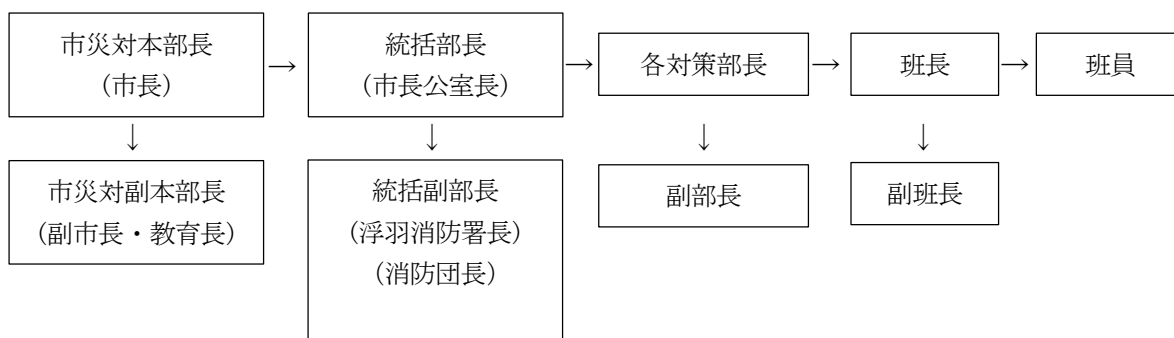 市災対本部長
（市長）
→
統括部長
（市長公室長）
→
各対策部長
→
班長
→
班員
↓
↓
↓
↓
市災対副本部長
（副市長・教育長）
統括副部長
（浮羽消防署長）
（消防団長）
副部長
副班長